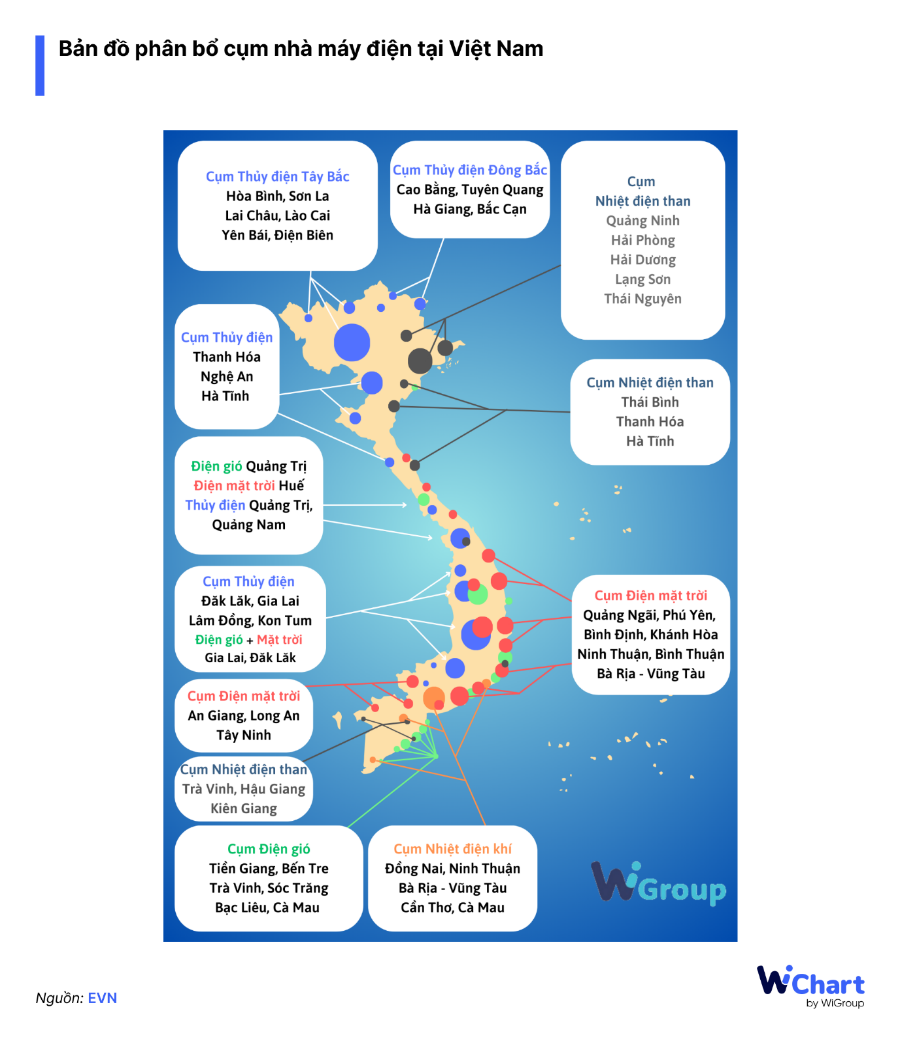 Bản đồ phân bổ cụm nhà máy điện tại Việt Nam
Cụm Thủy điện Tây Bắc
Hòa Bình, Sơn La
Lai Châu, Lào Cai
Yên Bái, Điện Biên
Cụm Thủy điện Đông Bắc
Cao Bằng, Tuyên Quang
Hà Giang, Bắc Cạn
Cụm
Nhiệt điện than
Quảng Ninh
Hải Phòng
Hải Dương
Lạng Sơn
Thái Nguyên
Cụm Thủy điện
Thanh Hóa
Nghệ An
Hà Tĩnh
Cụm Nhiệt điện than
Thái Bình
Thanh Hóa
Hà Tĩnh
Điện gió Quảng Trị
Điện mặt trời Huế
Thủy điện Quảng Trị,
Quảng Nam
Cụm Thủy điện
Đăk Lăk, Gia Lai
Lâm Đồng, Kon Tum
Điện gió + Mặt trời
Gia Lai, Đăk Lăk
Cụm Điện mặt trời
Quảng Ngãi, Phú Yên,
Bình Định, Khánh Hòa
Ninh Thuận, Bình Thuận
Bà Rịa - Vũng Tàu
Cụm Điện mặt trời
An Giang, Long An
Tây Ninh
Cụm Nhiệt điện than
Trà Vinh, Hậu Giang
Kiên Giang
Cụm Điện gió
Tiền Giang, Bến Tre
Trà Vinh, Sóc Trăng
Bạc Liêu, Cà Mau
Cụm Nhiệt điện khí
Đồng Nai, Ninh Thuận
Bà Rịa - Vũng Tàu
Cần Thơ, Cà Mau
WiGroup
Nguồn: EVN
WiChart
by WiGroup